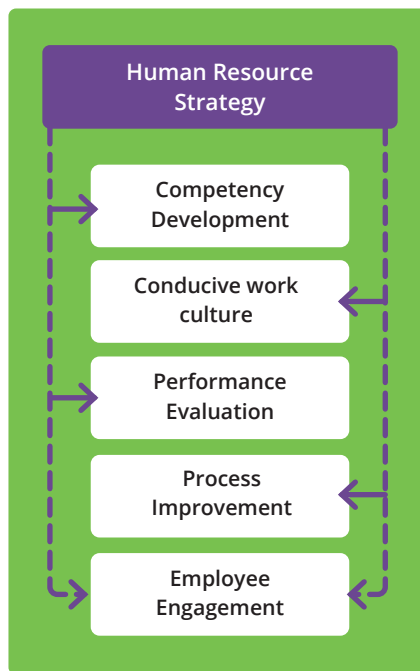 Human Resource
Strategy
Competency
Development
Conducive work
culture
Performance
Evaluation
Process
Improvement
Employee
Engagement